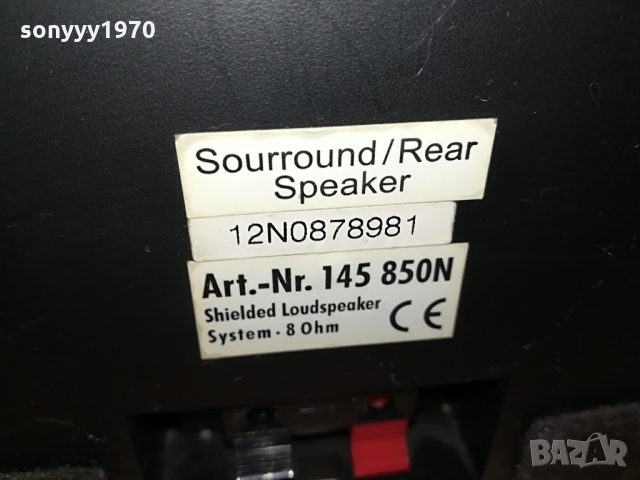 sonyyy1970
Sourround/Rear
Speaker
12N0878981
Art.-Nr. 145 850N
Shielded Loudspeaker
System - 8 Ohm
CE
BAZAR